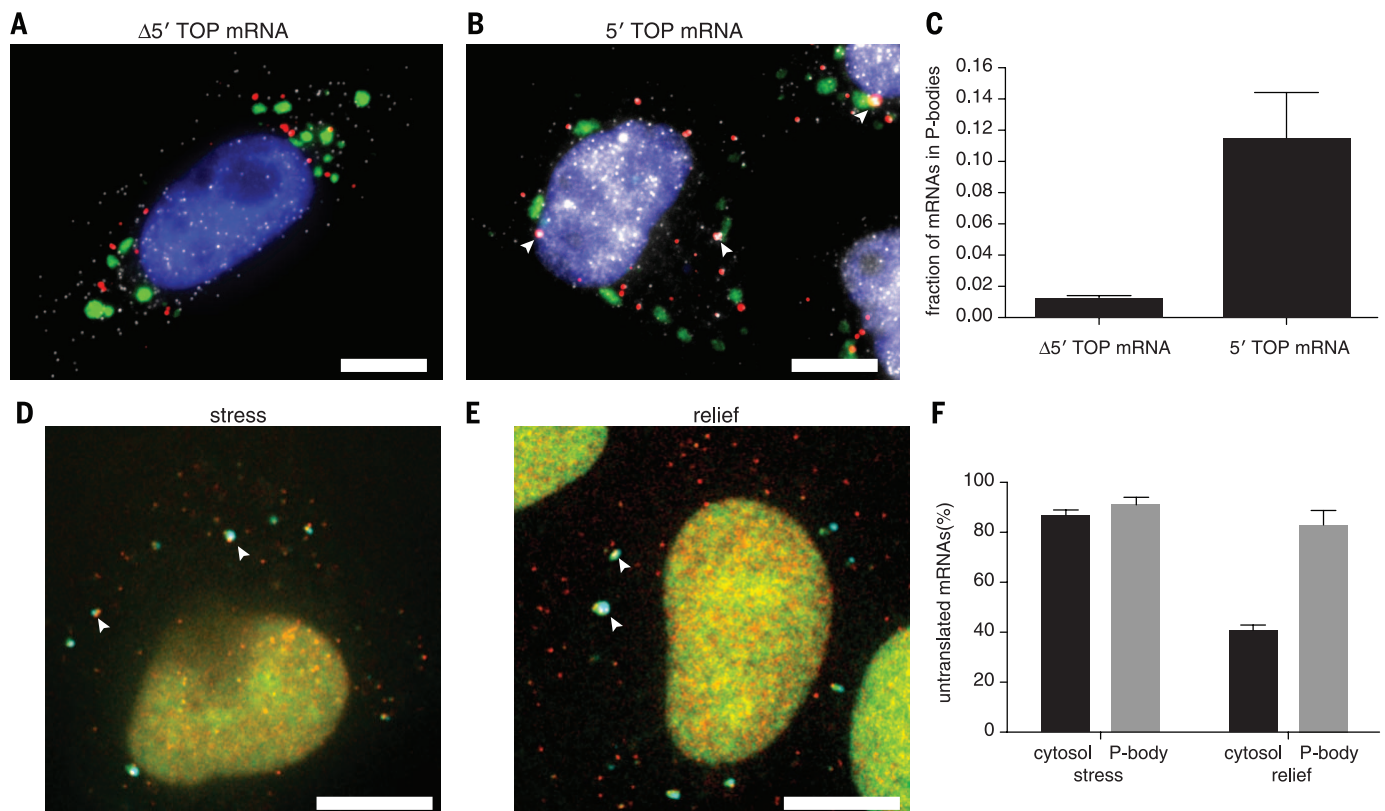 A
Δ5′ TOP mRNA
B
5′ TOP mRNA
C
fraction of mRNAs in P-bodies
0.16
0.14
0.12
0.10
0.08
0.06
0.04
0.02
0.00
Δ5′ TOP mRNA
5′ TOP mRNA
D
stress
E
relief
F
untranslated mRNAs(%)
100
80
60
40
20
0
cytosol P-body cytosol P-body
stress relief